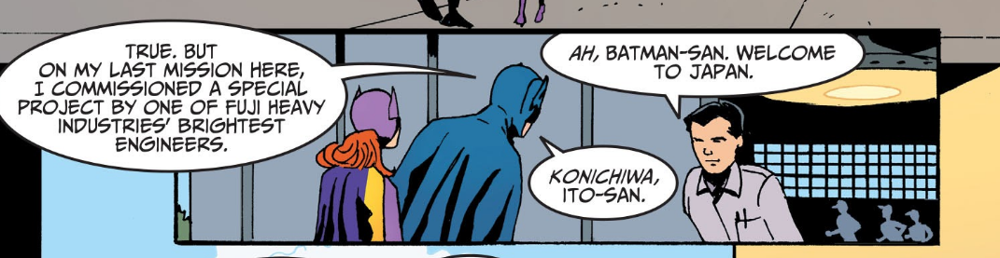 TRUE. BUT
ON MY LAST MISSION HERE,
I COMMISSIONED A SPECIAL
PROJECT BY ONE OF FUJI HEAVY
INDUSTRIES' BRIGHTEST
ENGINEERS.
AH, BATMAN-SAN. WELCOME
TO JAPAN.
KONICHIWA,
ITO-SAN.